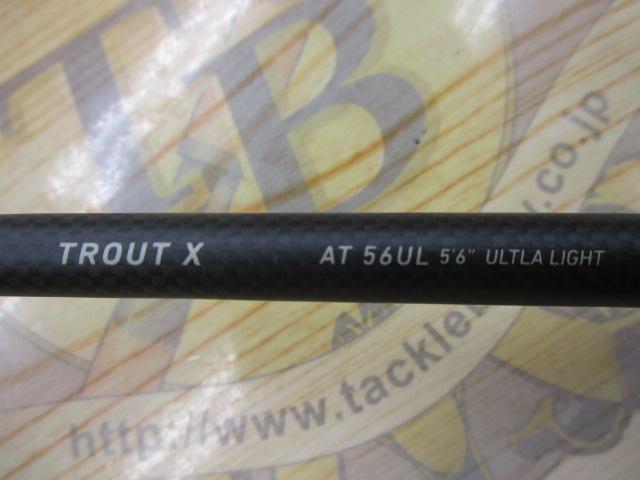 TB
TROUT X AT 56UL 5'6" ULTLA LIGHT
http://www.tackleb
.co.jp